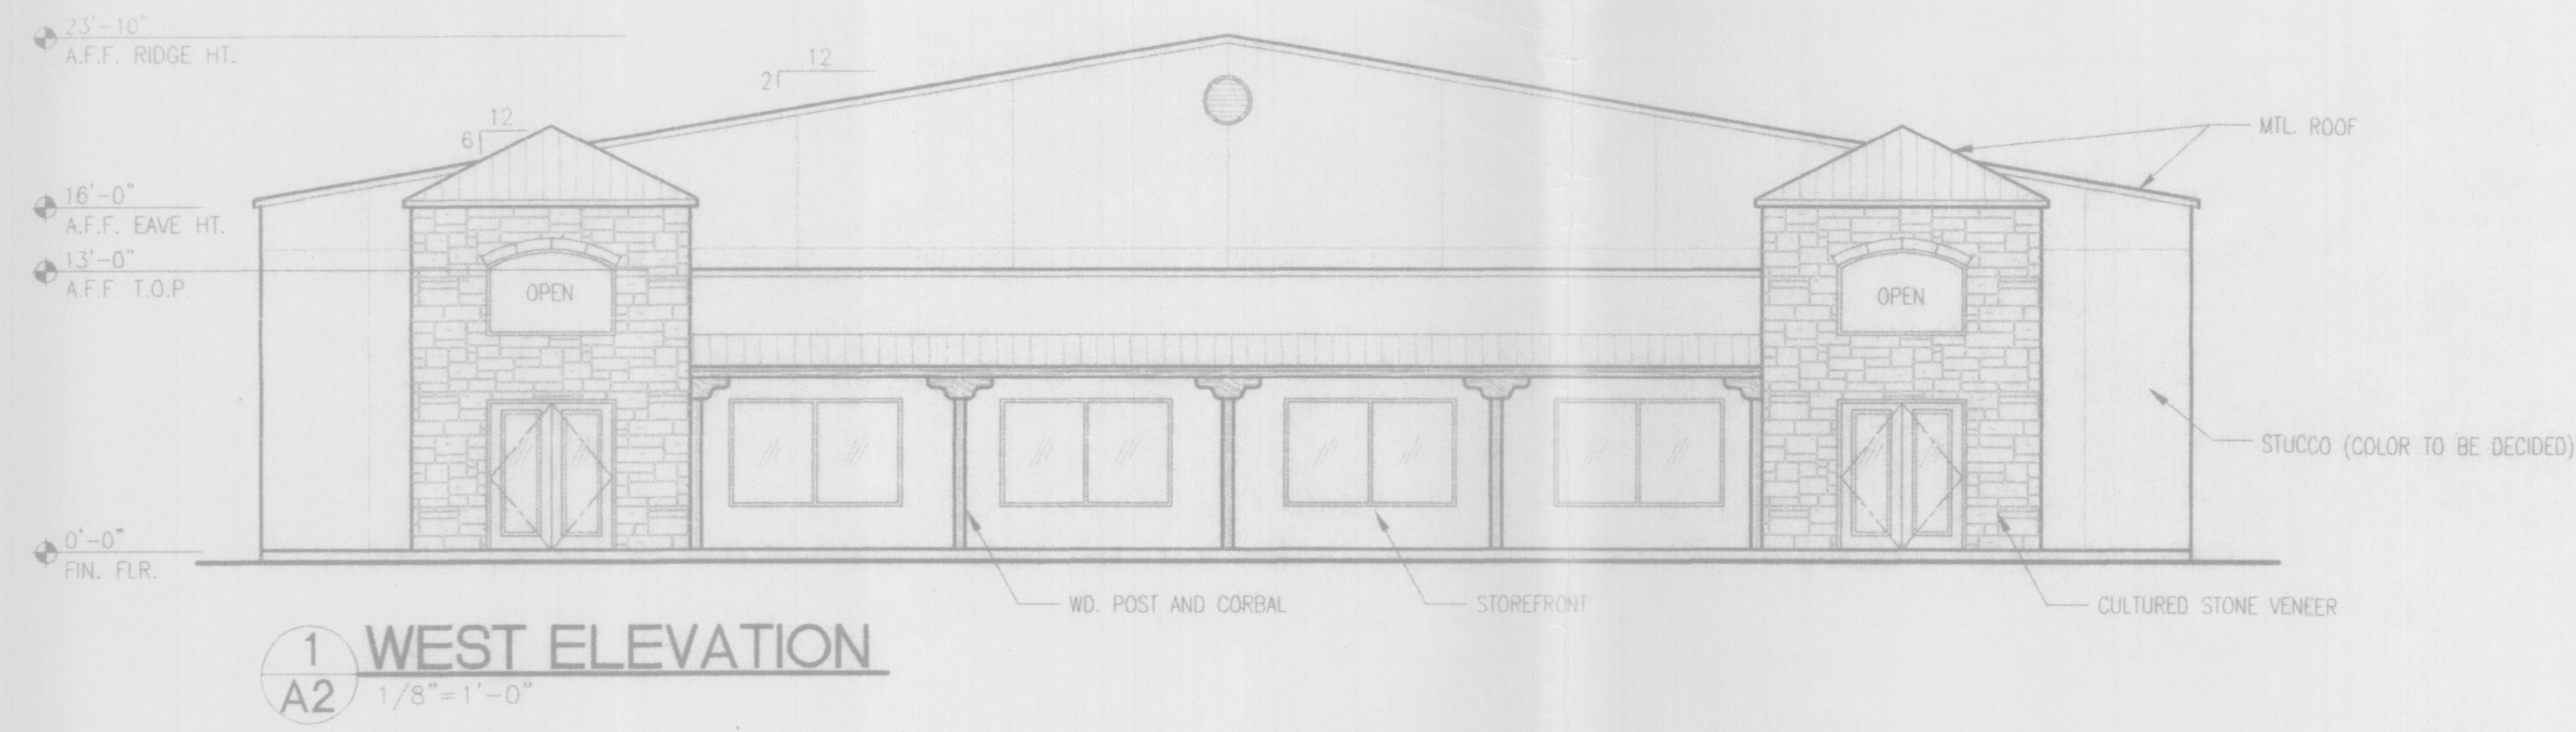 23'-10"
A.F.F. RIDGE HT.
12
2
12
6
MTL. ROOF
16'-0"
A.F.F. EAVE HT.
13'-0"
A.F.F. T.O.P.
OPEN
OPEN
STUCCO (COLOR TO BE DECIDED)
0'-0"
FIN. FLR.
WD. POST AND CORBAL
STOREFRONT
CULTURED STONE VENEER
1
A2
WEST ELEVATION
1/8"=1'-0"